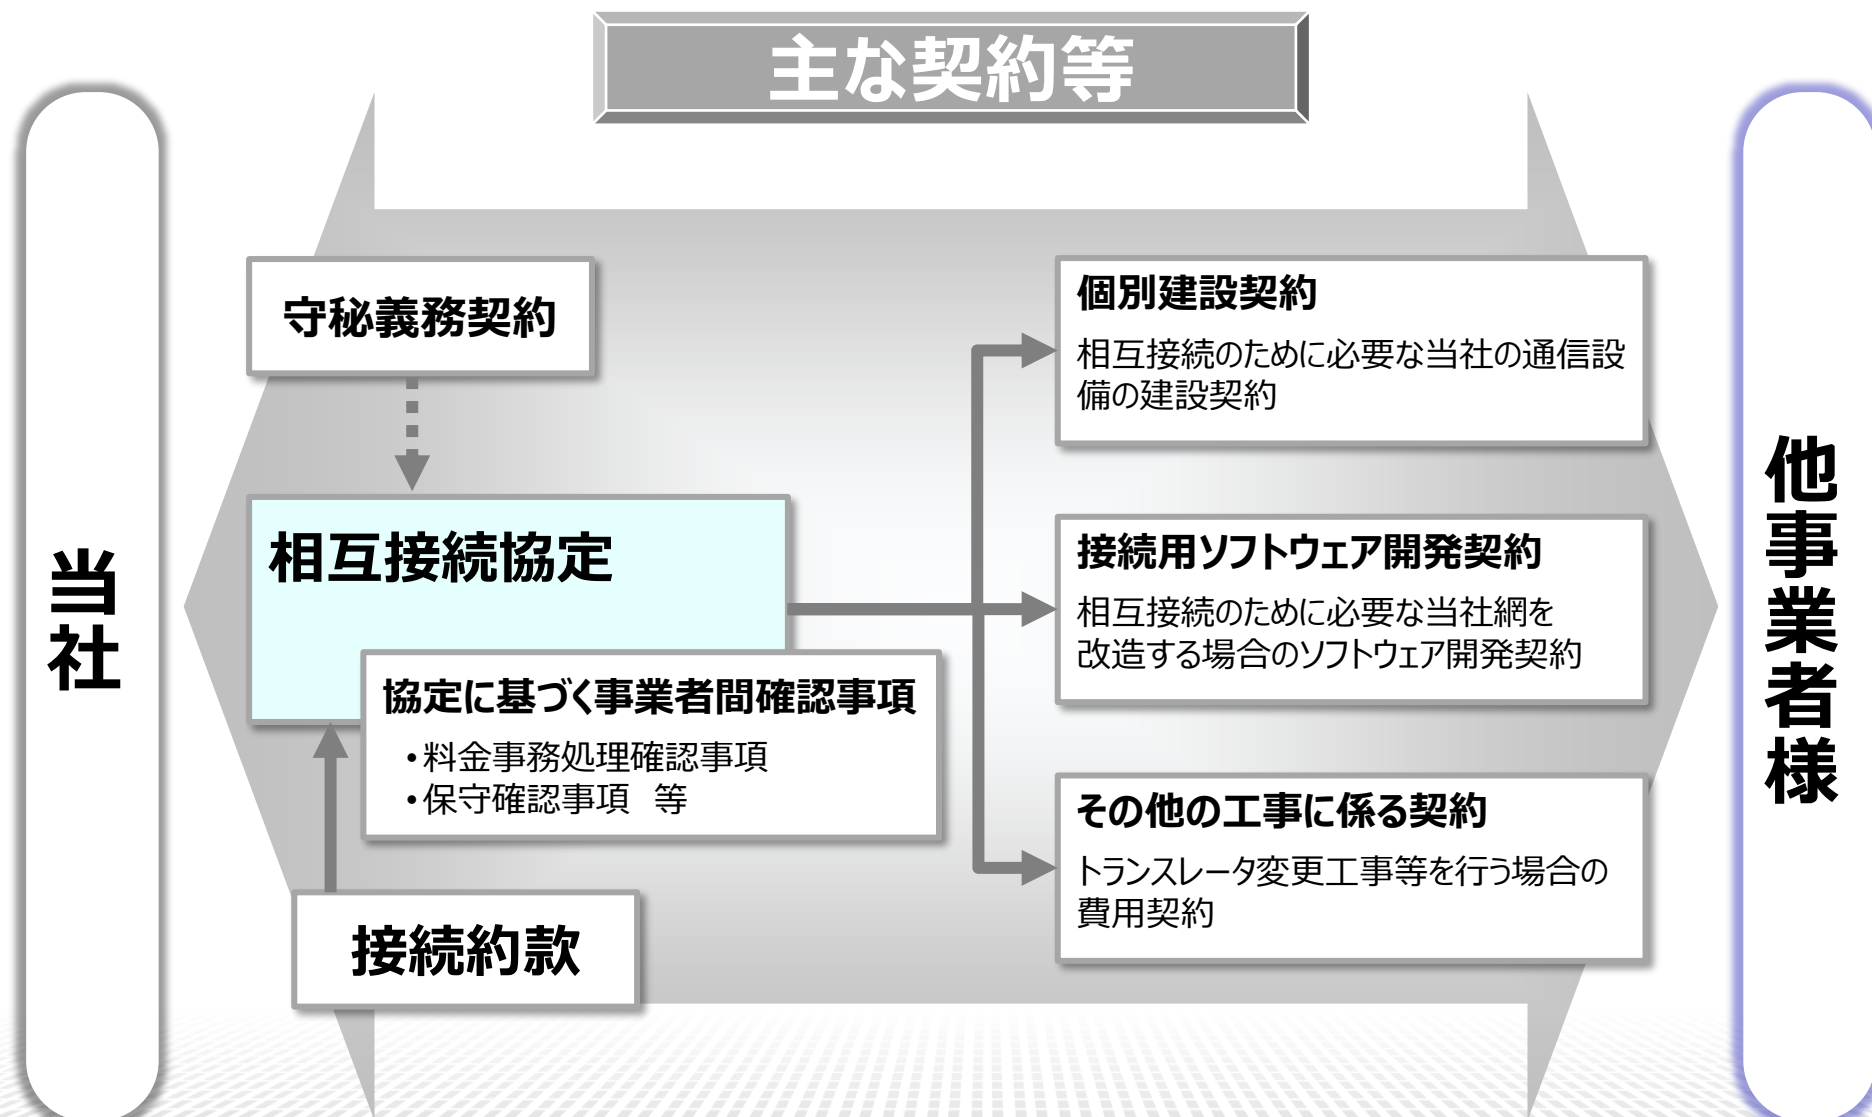 主な契約等
当社
守秘義務契約
相互接続協定
協定に基づく事業者間確認事項
・料金事務処理確認事項
・保守確認事項　等
接続約款
個別建設契約
相互接続のために必要な当社の通信設
備の建設契約
接続用ソフトウェア開発契約
相互接続のために必要な当社網を
改造する場合のソフトウェア開発契約
その他の工事に係る契約
トランスレータ変更工事等を行う場合の
費用契約
他事業者様